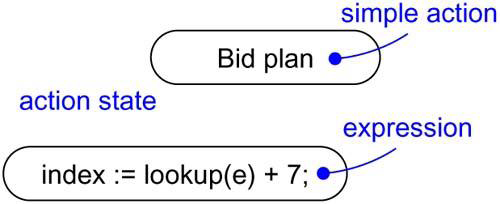 simple action
Bid plan
action state
expression
index := lookup(e) + 7;